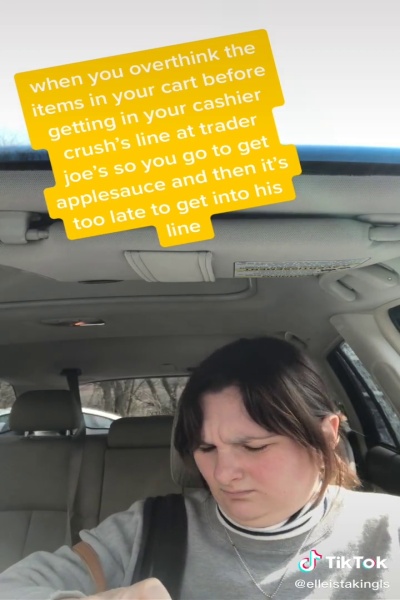 when you overthink the
items in your cart before
getting in your cashier
crush's line at trader
joe's so you go to get
applesauce and then it's
too late to get into his
line
TikTok
@elleistakingls